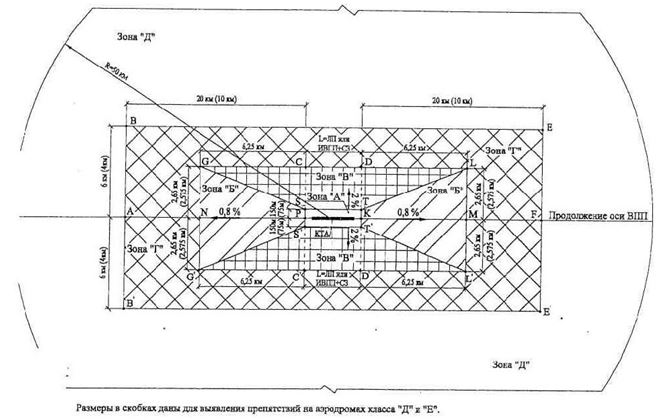 Зона "Д"
R=50 км
20 км (10 км)
20 км (10 км)
B
E
6,25 км
L=ЛП или
ИВПП+СЗ
6,25 км
Зона "Г"
G
C
D
L
6 км (4км)
2,65 км
(2,575 км)
Зона "В"
2,65 км
(2,575 км)
Зона "Б"
Зона "А"
Зона "Б"
S
T
2 %
150м
(75м)
A
N
0,8 %
P
K
0,8 %
M
F
Продолжение оси ВПП
150м
(75м)
S'
КТА
T'
2 %
Зона "Г"
2,65 км
(2,575 км)
Зона "В"
2,65 км
(2,575 км)
6 км (4км)
G'
C'
D'
L'
6,25 км
L=ЛП или
ИВПП+СЗ
6,25 км
B'
E'
Зона "Д"
Размеры в скобках даны для выявления препятствий на аэродромах класса "Д" и "Е".